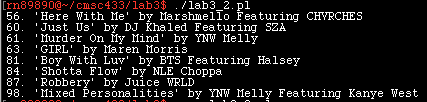 [rn89890@~/cmsc433/lab3$ ./lab3_2.pl
56. 'Here With Me' by Marshmello Featuring CHVRCHES
60. 'Just Us' by DJ Khaled Featuring SZA
61. 'Murder On My Mind' by YNW Melly
63. 'GIRL' by Maren Morris
81. 'Boy With Luv' by BTS Featuring Halsey
84. 'Shotta Flow' by NLE Choppa
87. 'Robbery' by Juice WRLD
98. 'Mixed Personalities' by YNW Melly Featuring Kanye West